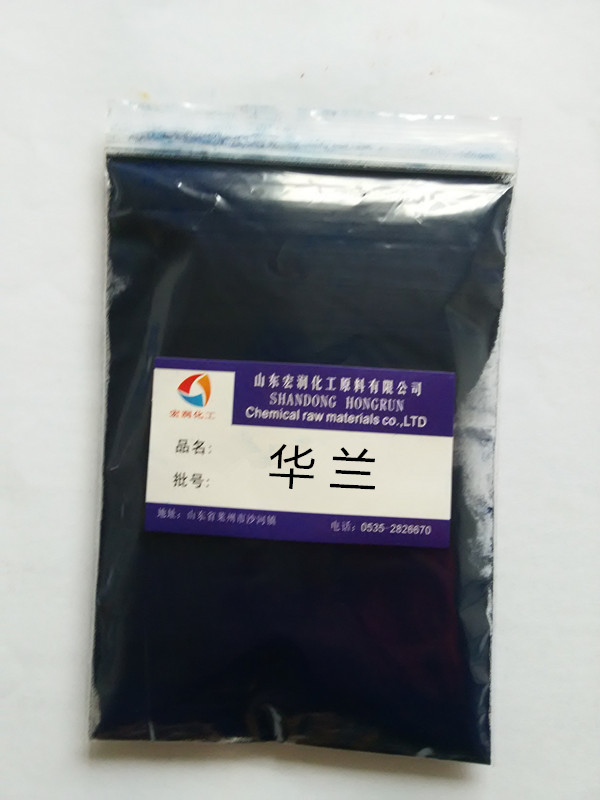 山东宏润化工原料有限公司
SHANDONG HONGRUN
Chemical raw materials co.,LTD
宏润化工
品名:
华兰
批号:
地址: 山东省莱州市沙河镇
电话: 0535-2826670